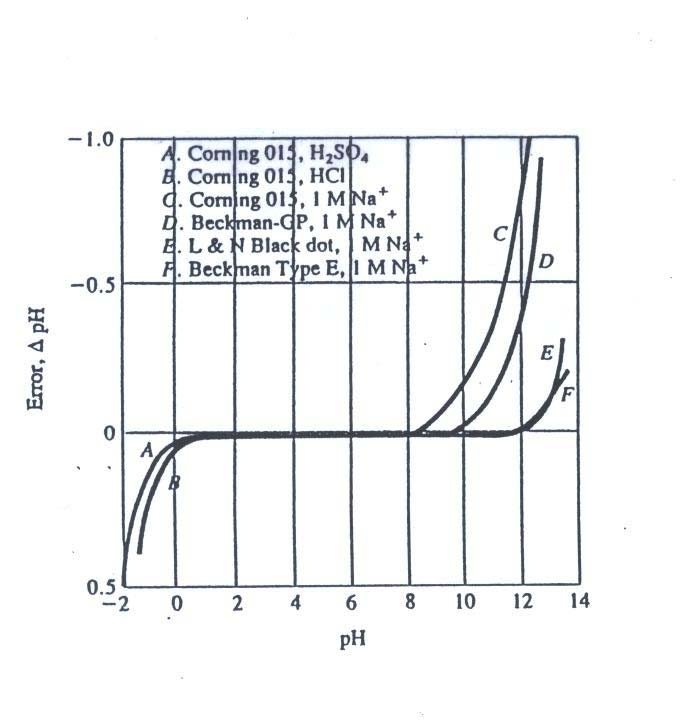 −1.0
A. Corning 015, H₂SO₄
B. Corning 015, HCl
C. Corning 015, 1 M Na⁺
D. Beckman-GP, 1 M Na⁺
E. L & N Black dot, 1 M Na⁺
F. Beckman Type E, 1 M Na⁺
C
D
−0.5
E
F
Error, Δ pH
0
A
B
0.5
−2 0 2 4 6 8 10 12 14
pH